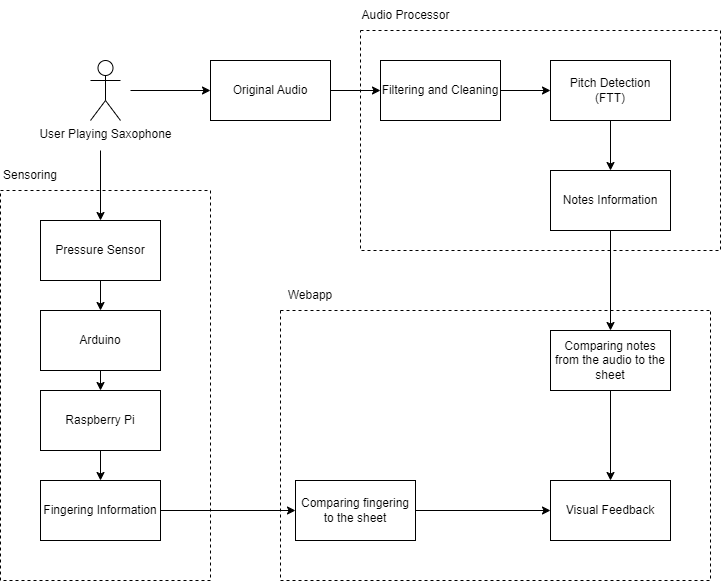 Audio Processor
Original Audio
Filtering and Cleaning
Pitch Detection
(FTT)
User Playing Saxophone
Sensoring
Notes Information
Pressure Sensor
Webapp
Arduino
Comparing notes
from the audio to the
sheet
Raspberry Pi
Fingering Information
Comparing fingering
to the sheet
Visual Feedback